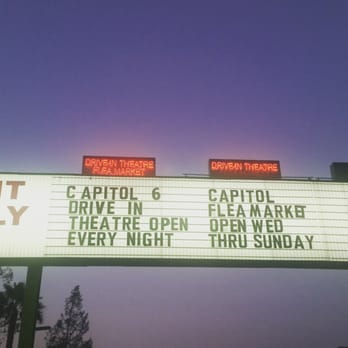 DRIVE-IN THEATRE
FLEA MARKET
DRIVE-IN THEATRE
CAPITOL 6
DRIVE IN
THEATRE OPEN
EVERY NIGHT
CAPITOL
FLEA MARKET
OPEN WED
THRU SUNDAY